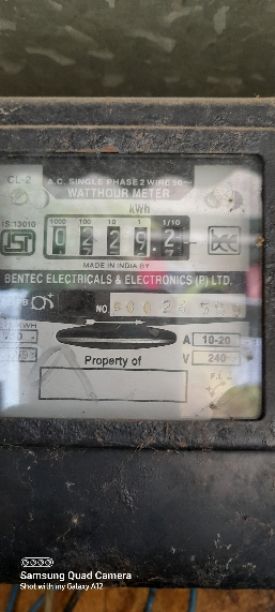 CL-2 A.C. SINGLE PHASE 2 WIRE 50~
WATTHOUR METER
kWh
IS:13010 1000 100 10 1 1/10
0 2 2 9 2
MADE IN INDIA BY
BENTEC ELECTRICALS & ELECTRONICS (P) LTD.
NO.
A 10-20
Property of V 240
Samsung Quad Camera
Shot with my Galaxy A12